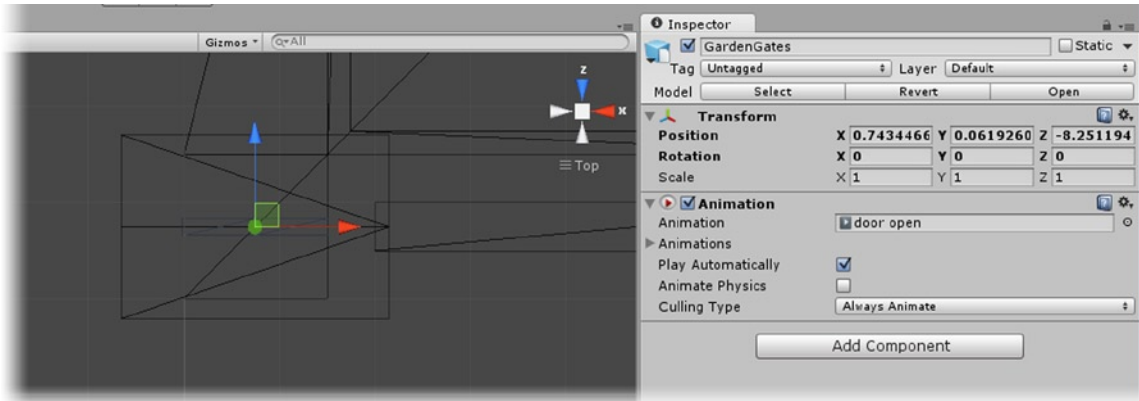 Inspector
Gizmos All
GardenGates Static
Tag Untagged Layer Default
Model Select Revert Open
Transform
Position X 0.7434466 Y 0.0619260 Z -8.251194
Rotation X 0 Y 0 Z 0
Scale X 1 Y 1 Z 1
z
x
Top
Animation
Animation door open
Animations
Play Automatically
Animate Physics
Culling Type Always Animate
Add Component